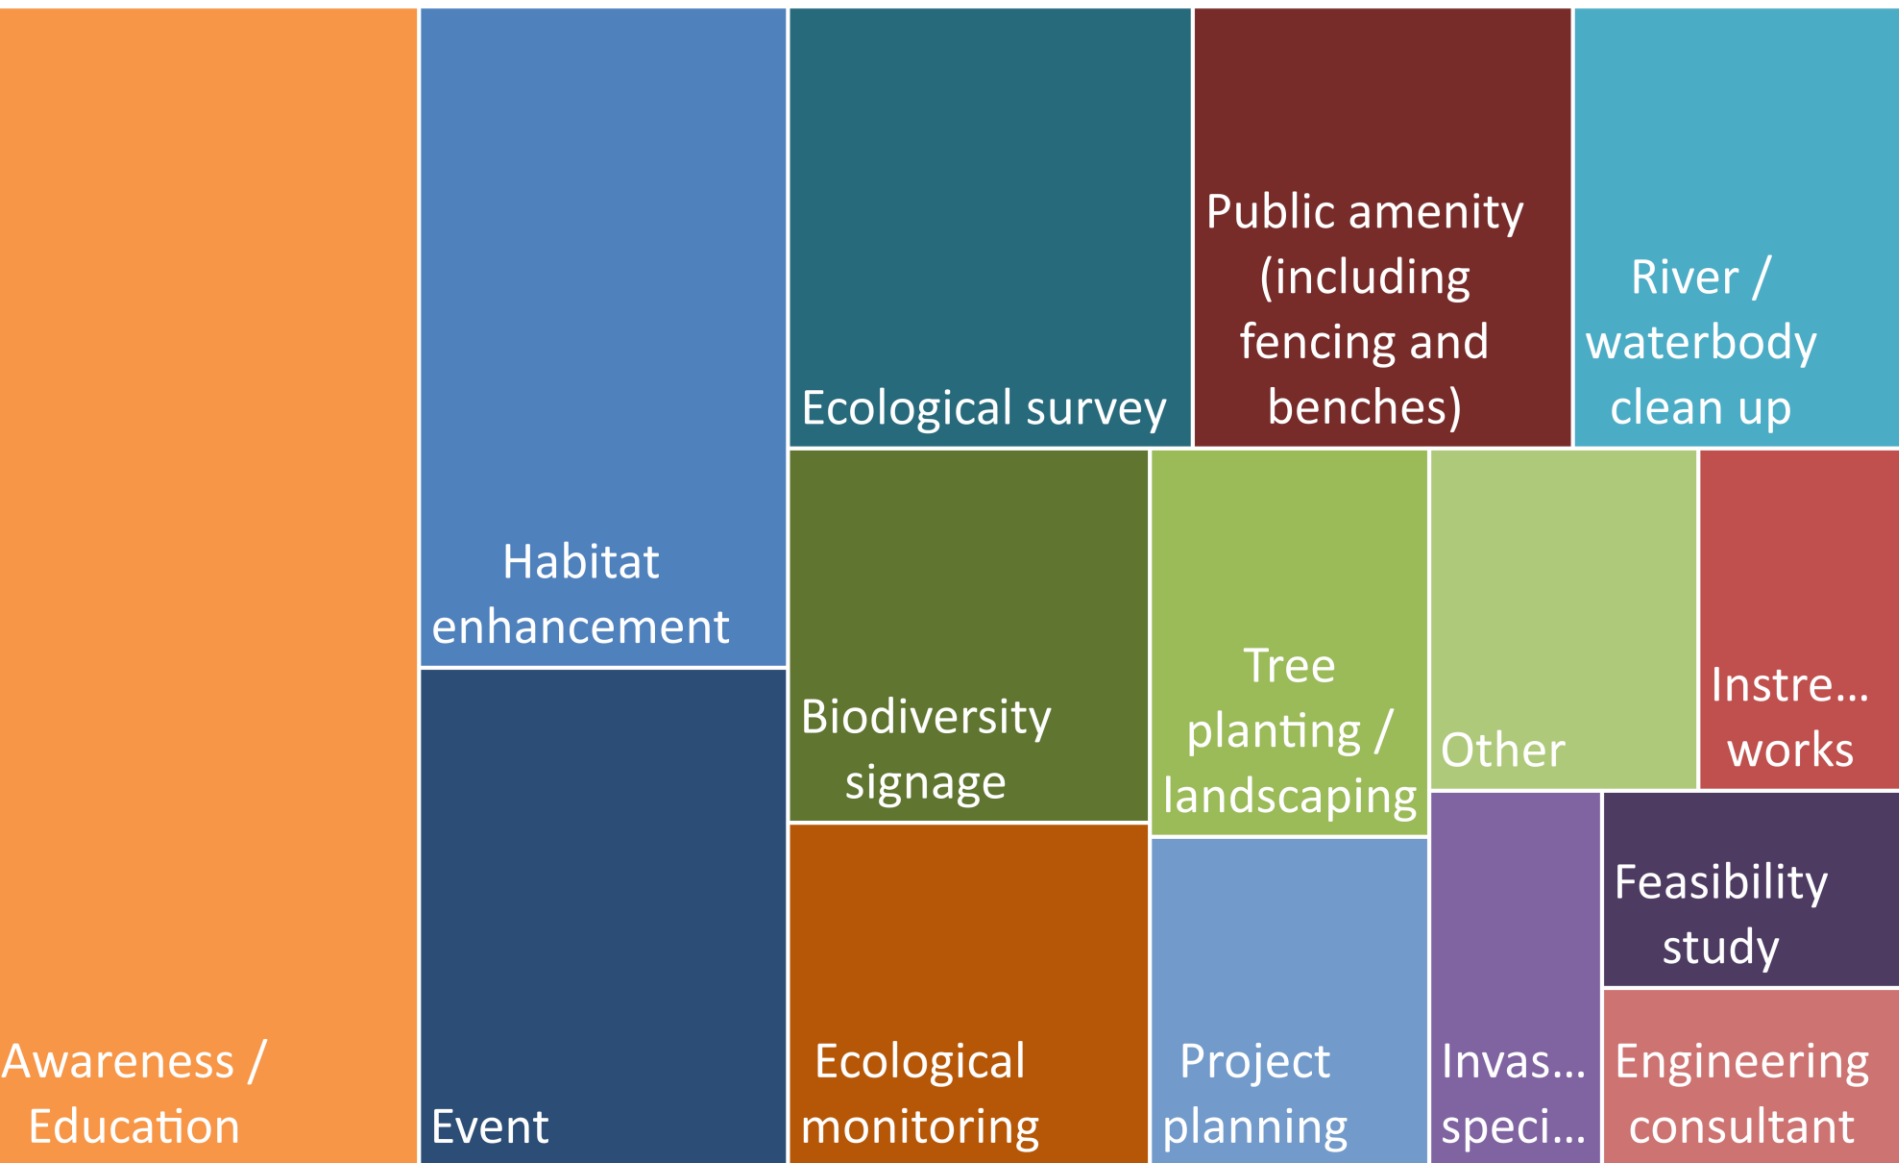 Awareness /
Education
Habitat
enhancement
Event
Ecological survey
Public amenity
(including
fencing and
benches)
River /
waterbody
clean up
Biodiversity
signage
Ecological
monitoring
Tree
planting /
landscaping
Project
planning
Other
Instre...
works
Invas...
speci...
Feasibility
study
Engineering
consultant